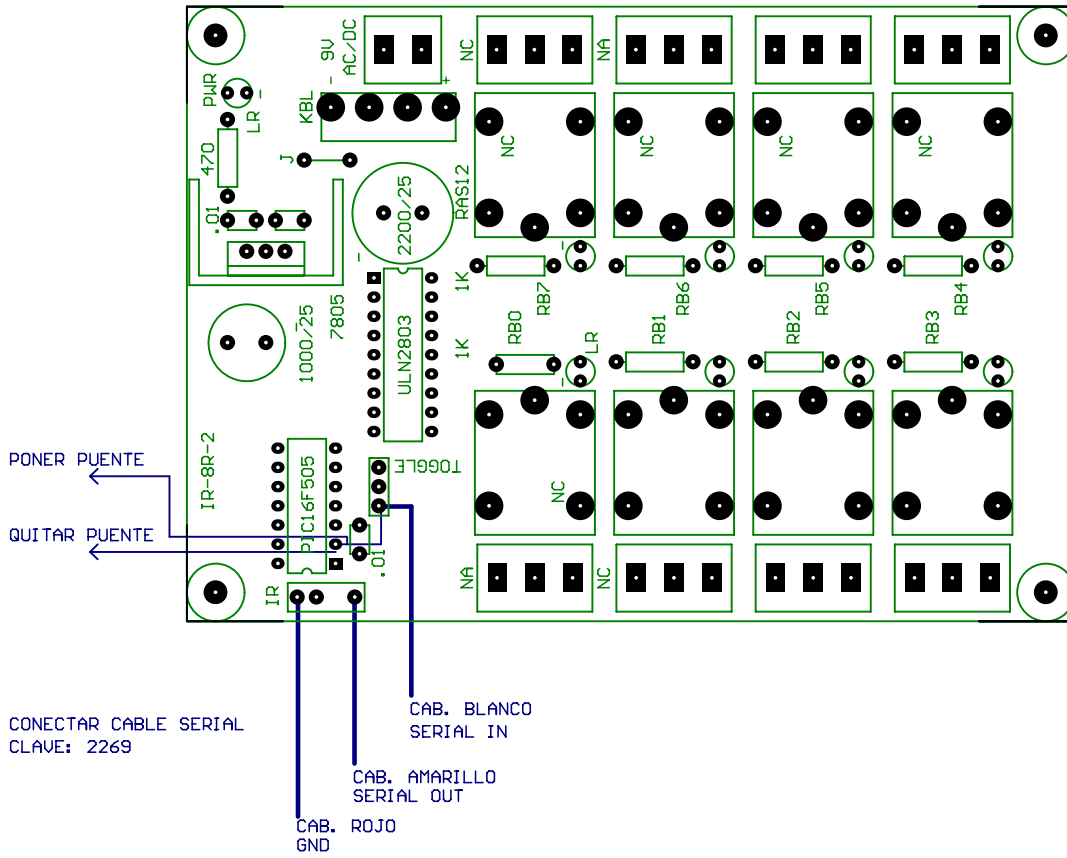 9V
AC/DC
NC
NA
PWR
-
LR
KBL
-
+
470
J
.01
2200/25
-
RAS12
NC
NC
NC
NC
-
7805
1000/25
-
ULN2803
1K
1K
RB7
RB6
RB5
RB4
RB0
RB1
RB2
RB3
LR
-
IR-8R-2
PIC16F505
TOGGLE
NC
.01
IR
NA
NC
PONER PUENTE
QUITAR PUENTE
CONECTAR CABLE SERIAL
CLAVE: 2269
CAB. BLANCO
SERIAL IN
CAB. AMARILLO
SERIAL OUT
CAB. ROJO
GND